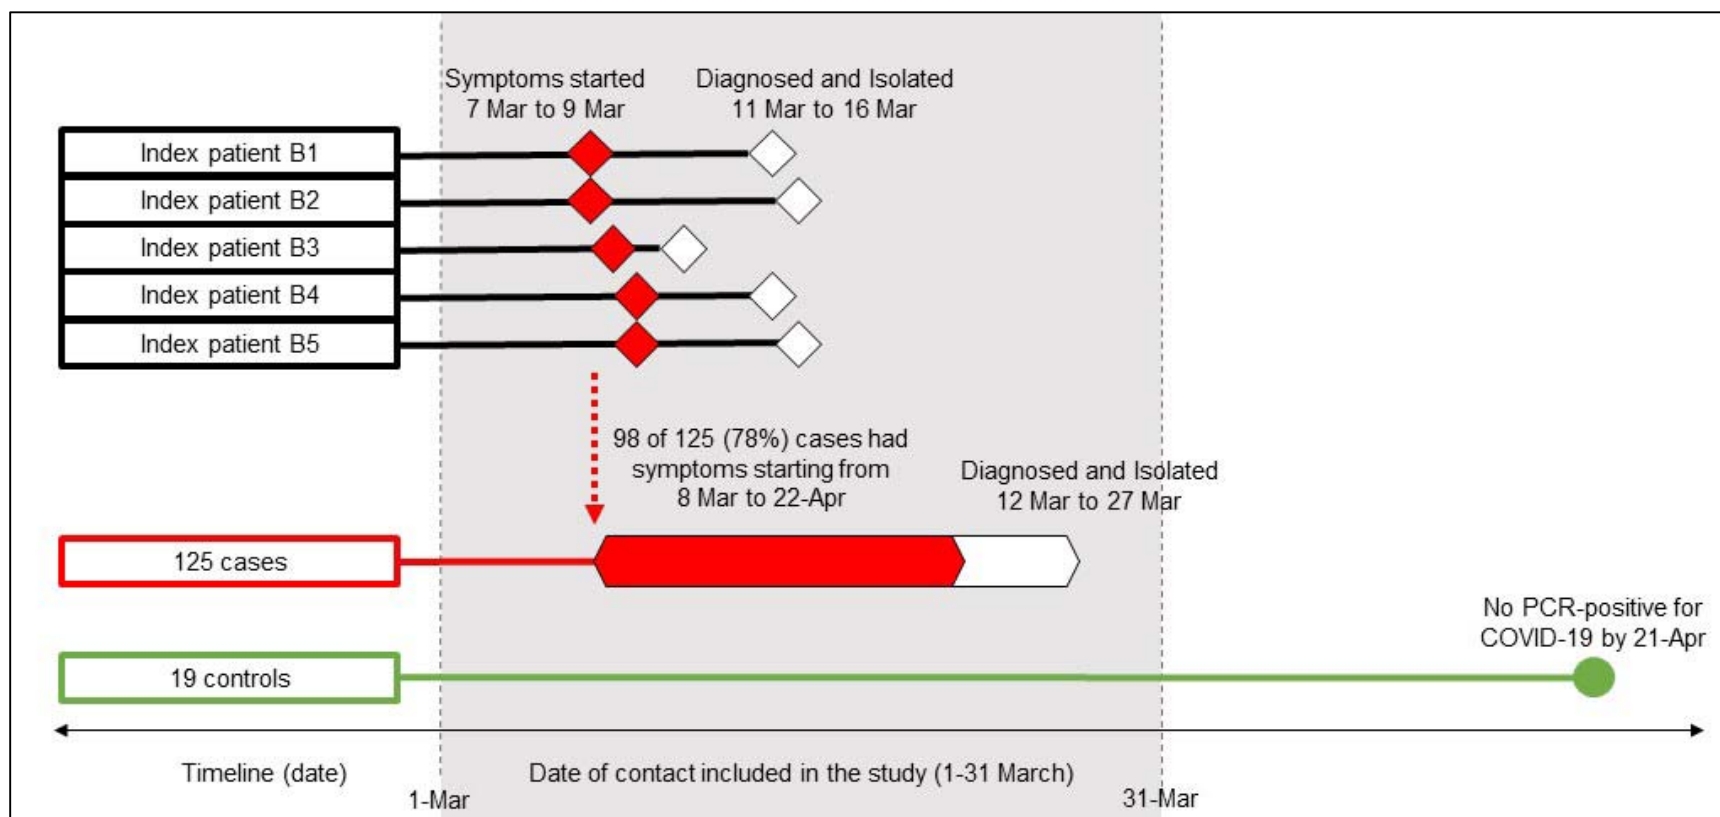 Symptoms started
7 Mar to 9 Mar
Diagnosed and Isolated
11 Mar to 16 Mar
Index patient B1
Index patient B2
Index patient B3
Index patient B4
Index patient B5
98 of 125 (78%) cases had
symptoms starting from
8 Mar to 22-Apr
Diagnosed and Isolated
12 Mar to 27 Mar
125 cases
No PCR-positive for
COVID-19 by 21-Apr
19 controls
Timeline (date)
Date of contact included in the study (1-31 March)
1-Mar
31-Mar